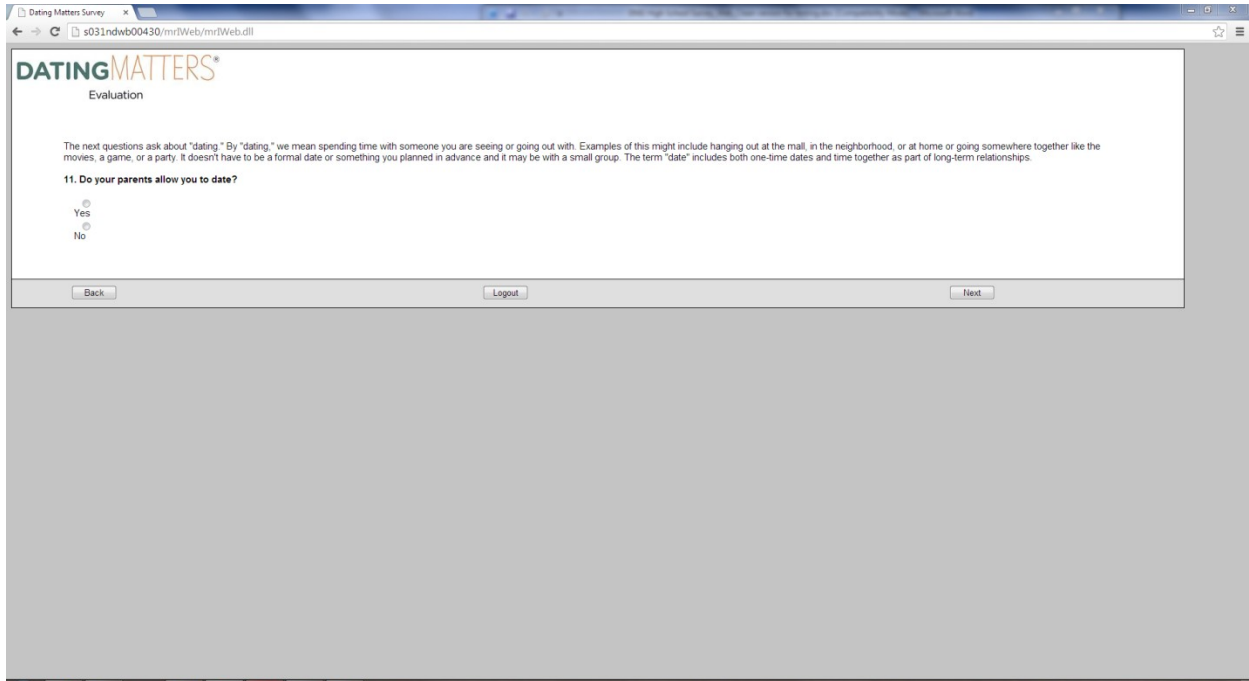 Dating Matters Survey
s031ndwb00430/mrIWeb/mrIWeb.dll
DATINGMATTERS®
Evaluation
The next questions ask about "dating." By "dating," we mean spending time with someone you are seeing or going out with. Examples of this might include hanging out at the mall, in the neighborhood, or at home or going somewhere together like the
movies, a game, or a party. It doesn't have to be a formal date or something you planned in advance and it may be with a small group. The term "date" includes both one-time dates and time together as part of long-term relationships.
11. Do your parents allow you to date?
Yes
No
Back Logout Next